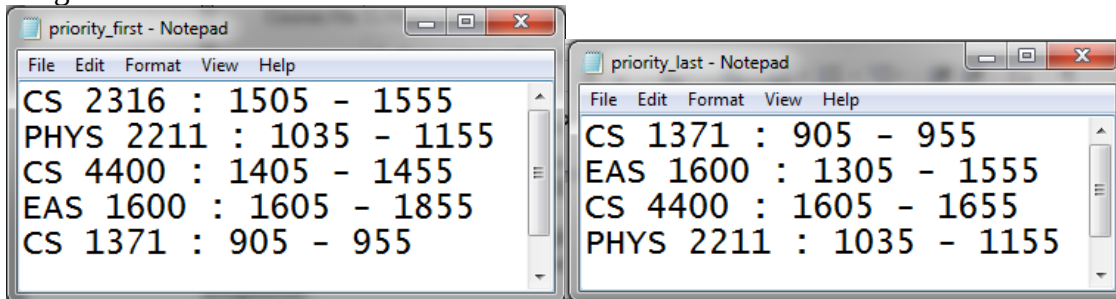 priority_first - Notepad
File Edit Format View Help
CS 2316 : 1505 - 1555
PHYS 2211 : 1035 - 1155
CS 4400 : 1405 - 1455
EAS 1600 : 1605 - 1855
CS 1371 : 905 - 955
priority_last - Notepad
File Edit Format View Help
CS 1371 : 905 - 955
EAS 1600 : 1305 - 1555
CS 4400 : 1605 - 1655
PHYS 2211 : 1035 - 1155